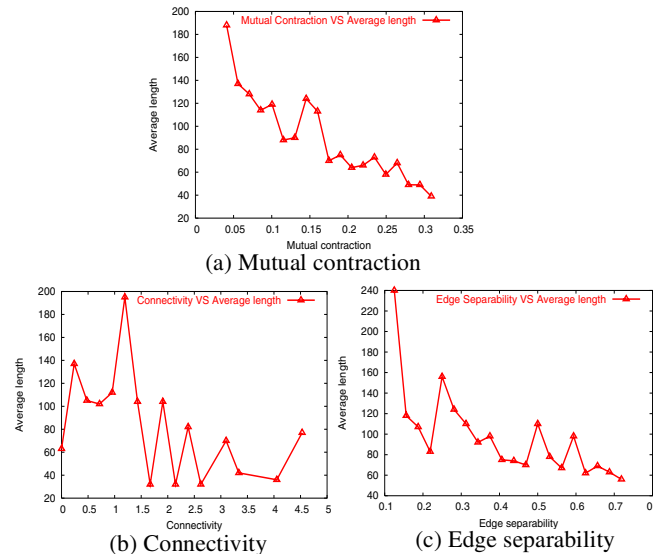 Mutual Contraction VS Average length
200
180
160
140
120
100
80
60
40
20
Average length
0 0.05 0.1 0.15 0.2 0.25 0.3 0.35
Mutual contraction
(a) Mutual contraction
Connectivity VS Average length
200
180
160
140
120
100
80
60
40
20
Average length
0 0.5 1 1.5 2 2.5 3 3.5 4 4.5 5
Connectivity
(b) Connectivity
Edge Separability VS Average length
240
220
200
180
160
140
120
100
80
60
40
Average length
0.1 0.2 0.3 0.4 0.5 0.6 0.7
Edge separability
(c) Edge separability